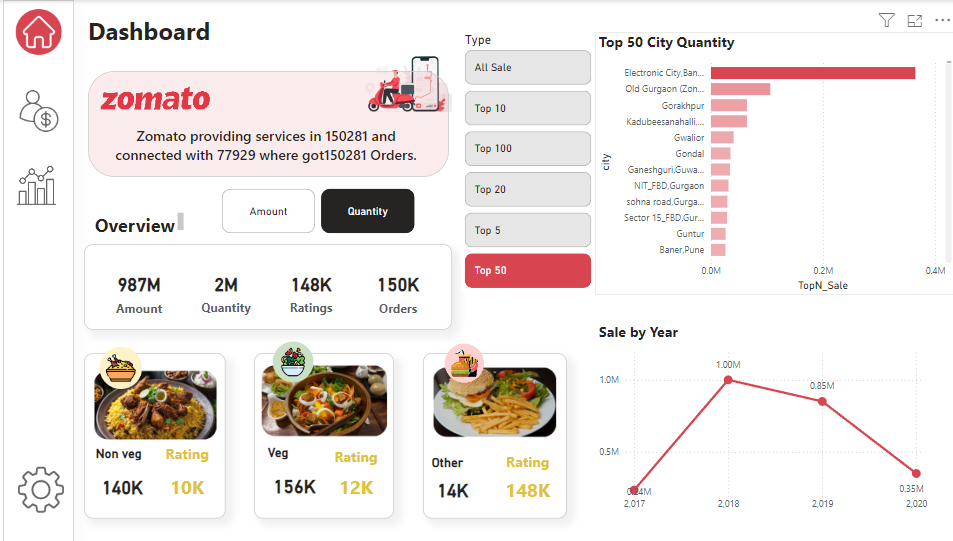 Dashboard
zomato
Zomato providing services in 150281 and
connected with 77929 where got150281 Orders.
Amount
Quantity
Overview
987M
Amount
2M
Quantity
148K
Ratings
150K
Orders
Non veg
Rating
140K
10K
Veg
Rating
156K
12K
Other
Rating
14K
148K
Type
All Sale
Top 10
Top 100
Top 20
Top 5
Top 50
Top 50 City Quantity
city
Electronic City,Ban...
Old Gurgaon (Zon...
Gorakhpur
Kadubeesanahalli,...
Gwalior
Gondal
Ganeshguri,Guwa...
NIT_FBD,Gurgaon
sohna road,Gurga...
Sector 15_FBD,Gur...
Guntur
Baner,Pune
0.0M
0.2M
0.4M
TopN_Sale
Sale by Year
1.0M
0.5M
0.24M
1.00M
0.85M
0.35M
2,017
2,018
2,019
2,020